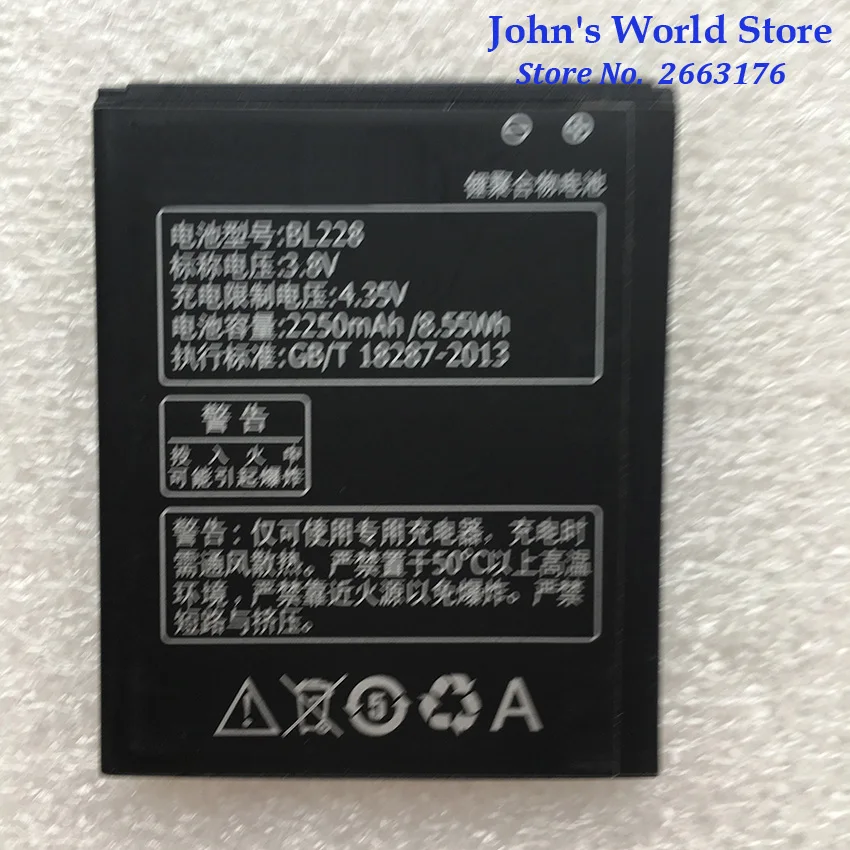 John's World Store
Store No. 2663176
锂聚合物电池
电池型号:BL228
标称电压:3.8V
充电限制电压:4.35V
电池容量:2250mAh/8.55Wh
执行标准:GB/T 18287-2013
警告
投入火中
可能引起爆炸
警告：仅可使用专用充电器，充电时
需通风散热。严禁置于50°C以上高温
环境，严禁靠近火源以免爆炸。严禁
短路与挤压。
5
A